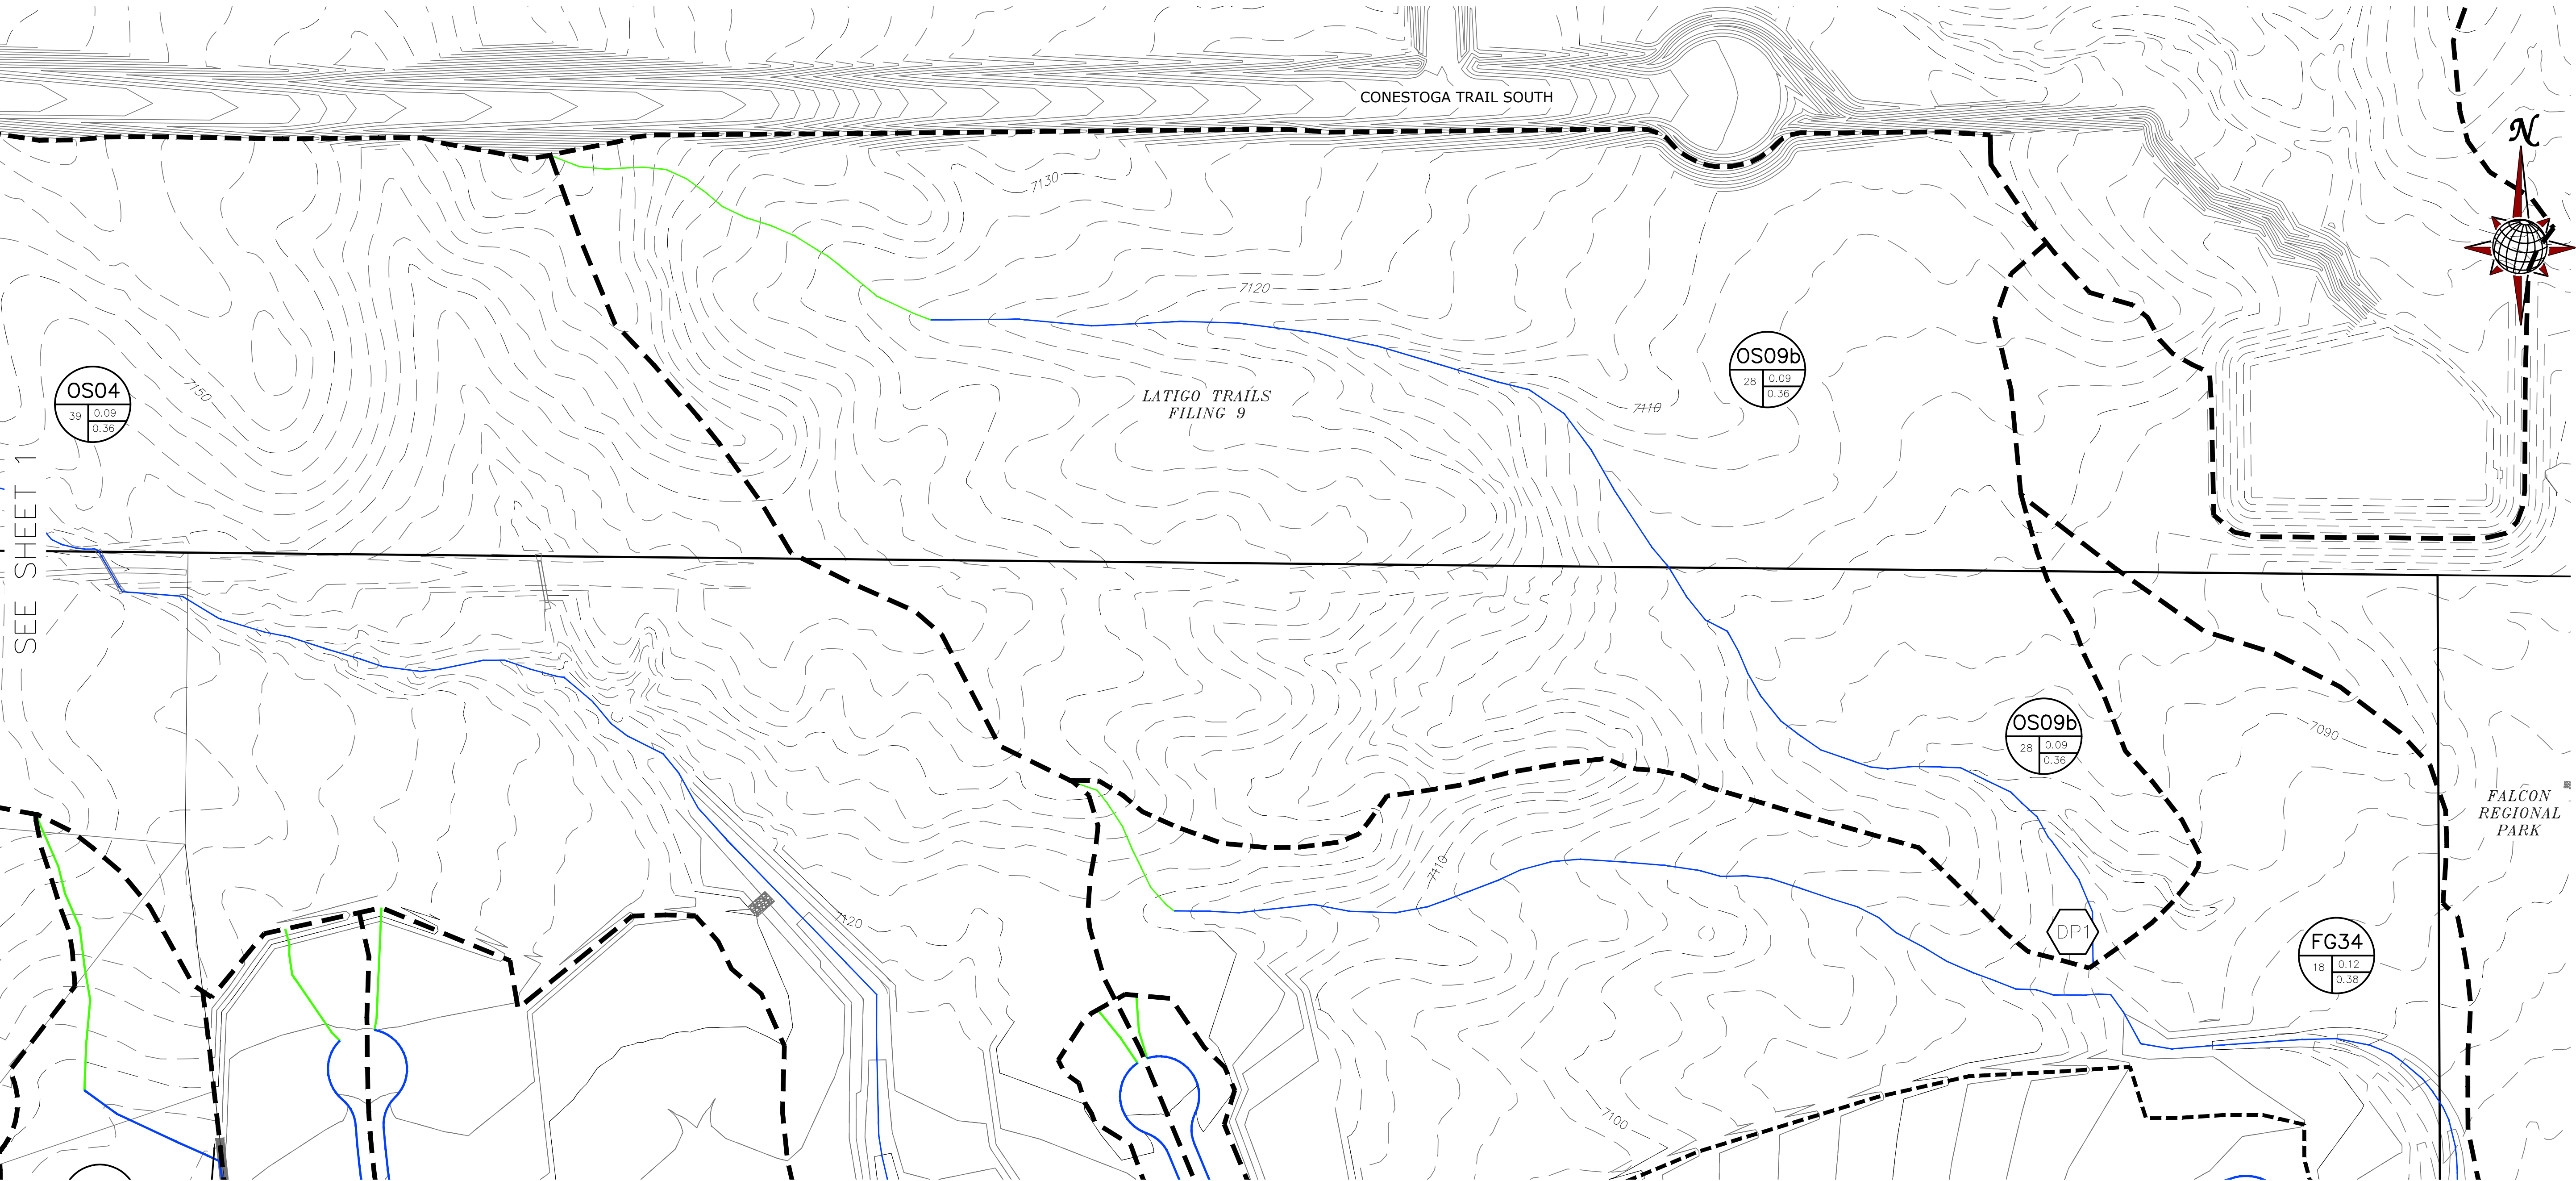 CONESTOGA TRAIL SOUTH
N
7130
7120
OS09b
28
0.09
0.36
OS04
39
0.09
0.36
7150
LATIGO TRAILS
FILING 9
7110
SEE SHEET 1
OS09b
28
0.09
0.36
7090
FALCON
REGIONAL
PARK
7110
7120
DP1
FG34
18
0.12
0.38
7100